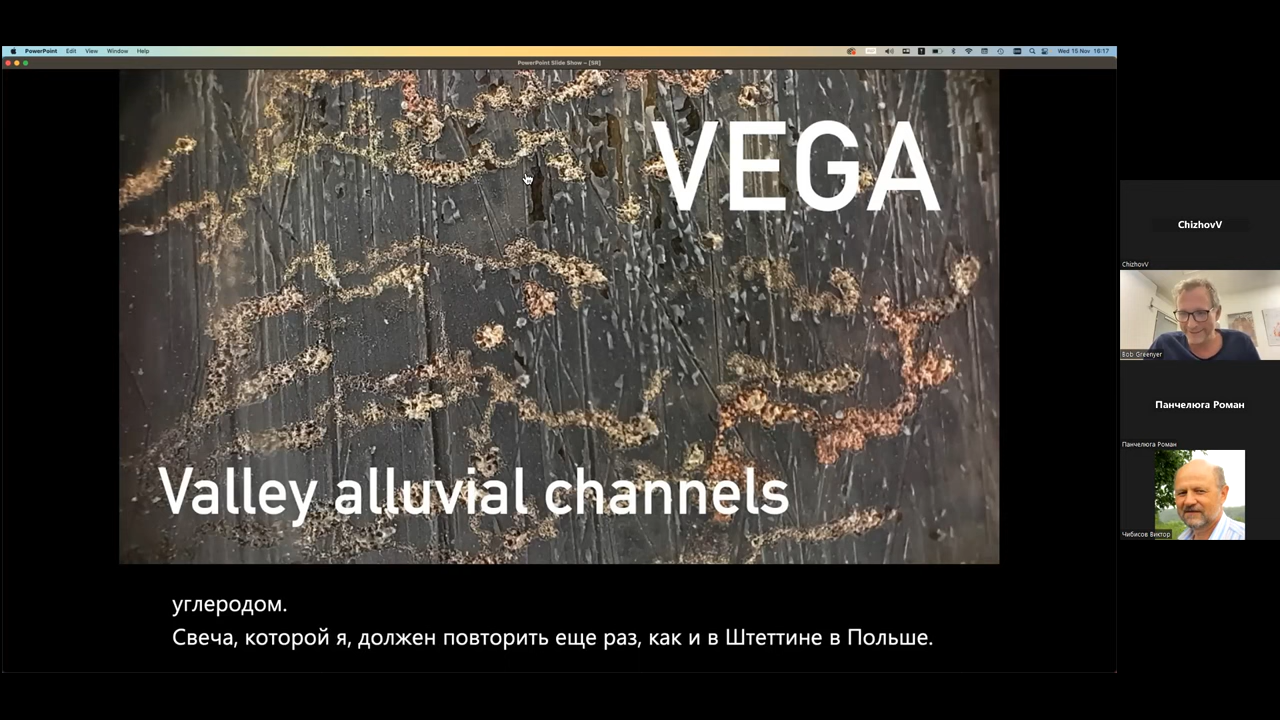 PowerPoint Edit View Window Help
Wed 15 Nov 16:17
PowerPoint Slide Show – [SR]
VEGA
Valley alluvial channels
углеродом.
Свеча, которой я, должен повторить еще раз, как и в Штеттине в Польше.
ChizhovV
ChizhovV
Bob Greenyer
Панчелюга Роман
Панчелюга Роман
Чибисов Виктор